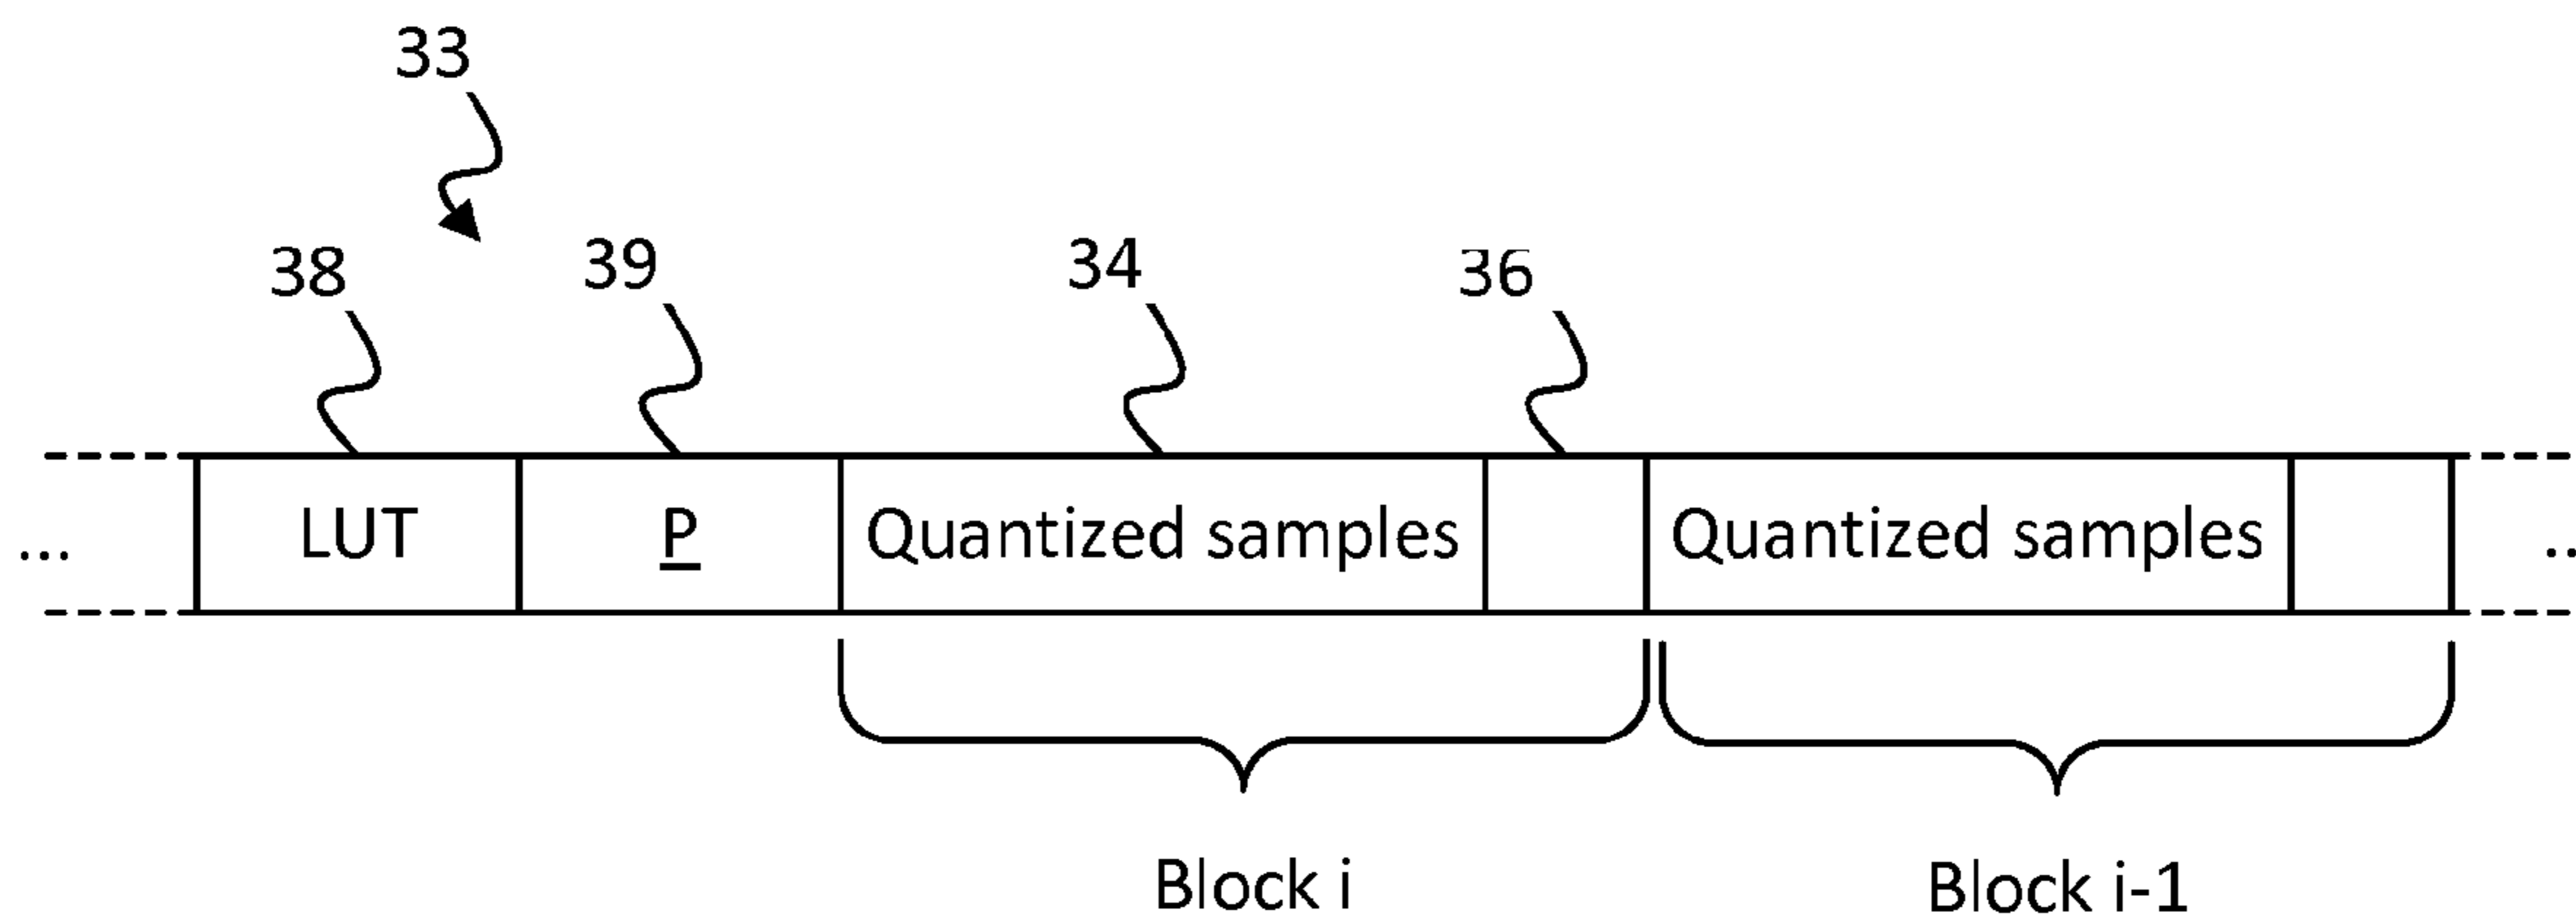 33
38 39 34 36
... LUT P Quantized samples Quantized samples ..
Block i Block i-1